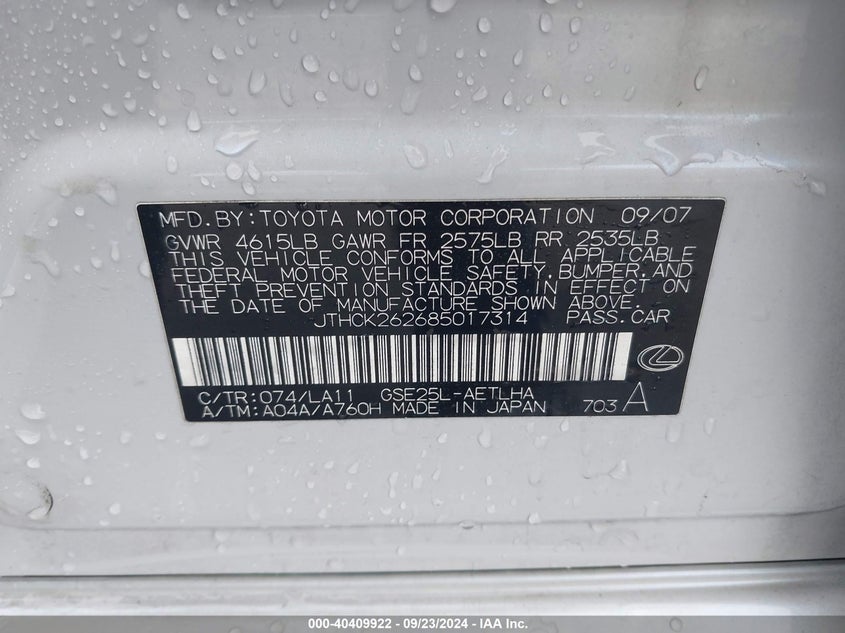 MFD.BY:TOYOTA MOTOR CORPORATION 09/07
GVWR 4615LB GAWR FR 2575LB RR 2535LB
THIS VEHICLE CONFORMS TO ALL APPLICABLE
FEDERAL MOTOR VEHICLE SAFETY,BUMPER,AND
THEFT PREVENTION STANDARDS IN EFFECT ON
THE DATE OF MANUFACTURE SHOWN ABOVE.
JTHCK262685017314 PASS.CAR
C/TR:074/LA11 GSE25L-AETLHA
A/TM:A04A/A760H MADE IN JAPAN 703 A
000-40409922 - 09/23/2024 - IAA Inc.